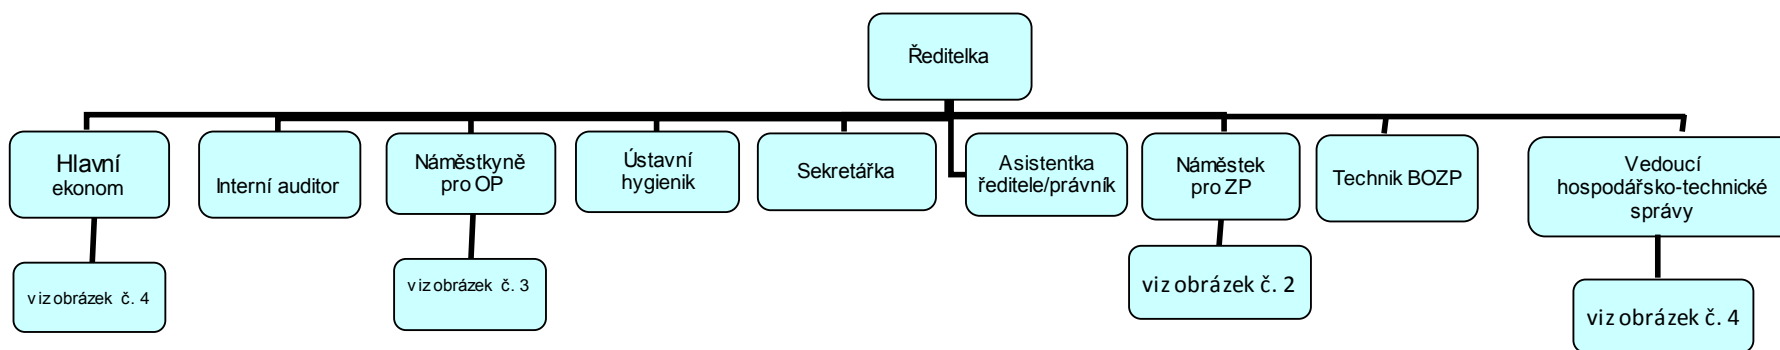 Ředitelka
Hlavní
ekonom
Interní auditor
Náměstkyně
pro OP
Ústavní
hygienik
Sekretářka
Asistentka
ředitele/právník
Náměstek
pro ZP
Technik BOZP
Vedoucí
hospodářsko-technické
správy
viz obrázek č. 4
viz obrázek č. 3
viz obrázek č. 2
viz obrázek č. 4